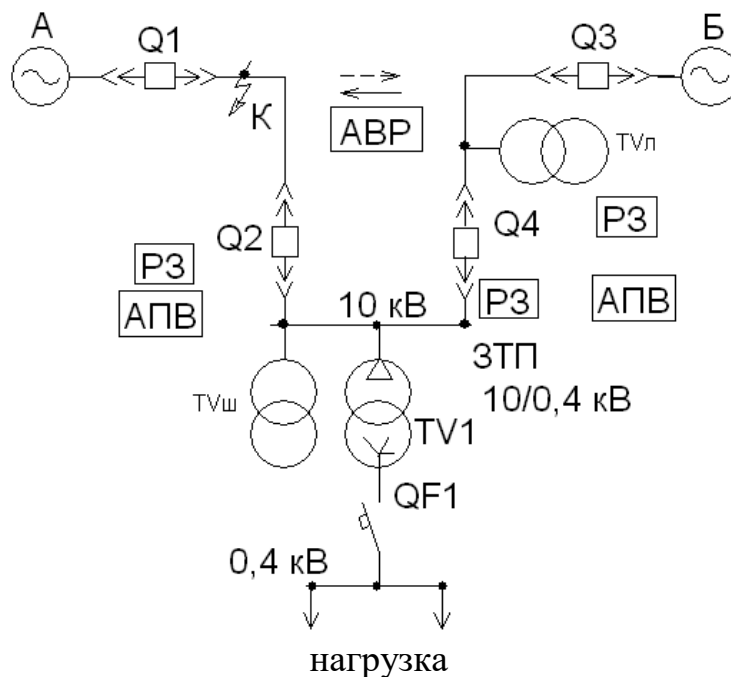 А
Q1
Q3
Б
К
АВР
TVл
Q2
Q4
РЗ
РЗ
АПВ
10 кВ
РЗ
АПВ
ЗТП
10/0,4 кВ
TVш
TV1
QF1
0,4 кВ
нагрузка